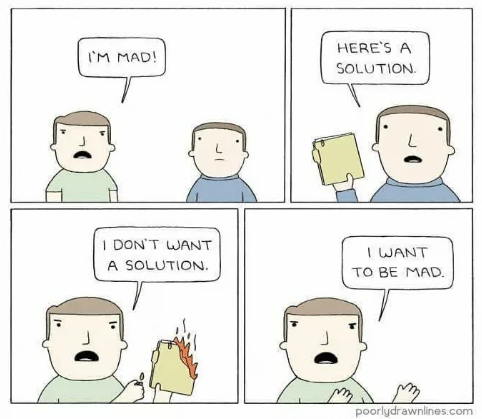 I'M MAD!
HERE'S A
SOLUTION.
I DON'T WANT
A SOLUTION.
I WANT
TO BE MAD.
poorlydrawnlines.com